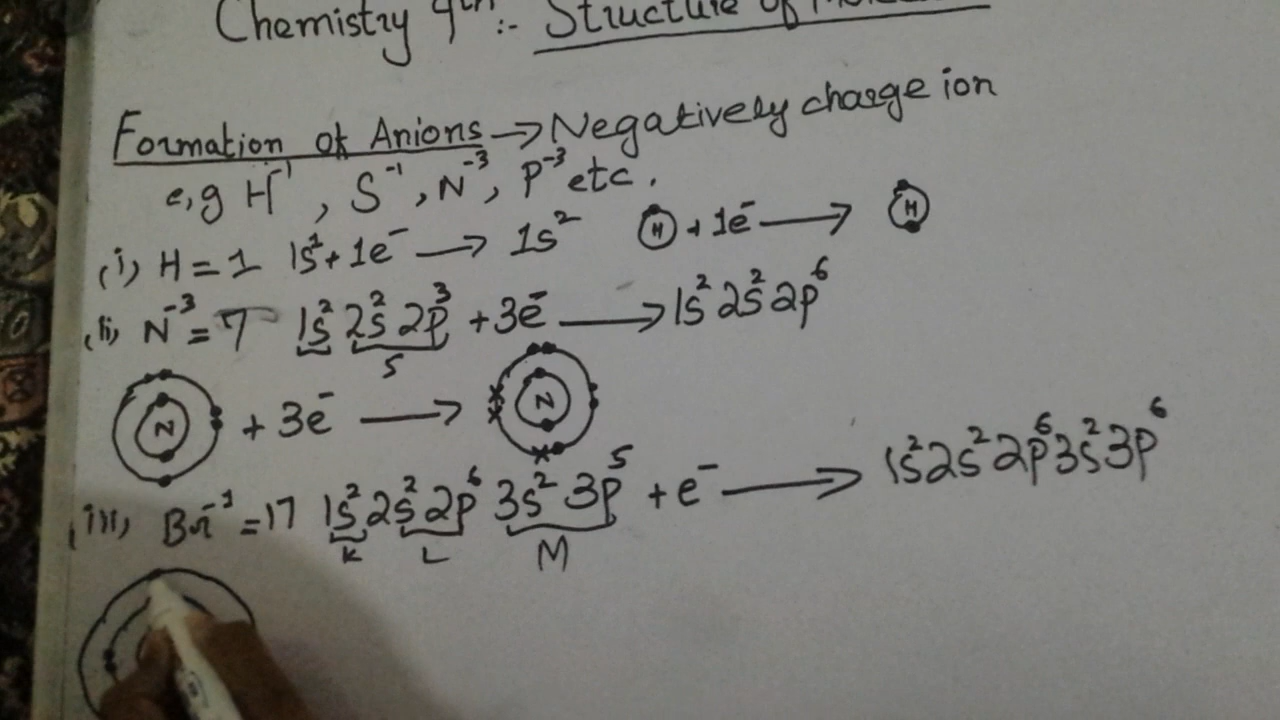 Chemistry 9th :- Structure of
Formation of Anions → Negatively charge ion
e,g H⁻¹, S⁻¹, N⁻³, P⁻³ etc.
(i) H = 1 1s¹ + 1e⁻ → 1s² H + 1e⁻ → H
(ii) N⁻³ = 7 1s² 2s² 2p³ + 3e⁻ → 1s² 2s² 2p⁶
5
N + 3e⁻ → N
(iii) Br⁻¹ = 17 1s² 2s² 2p⁶ 3s² 3p⁵ + e⁻ → 1s² 2s² 2p⁶ 3s² 3p⁶
K L M